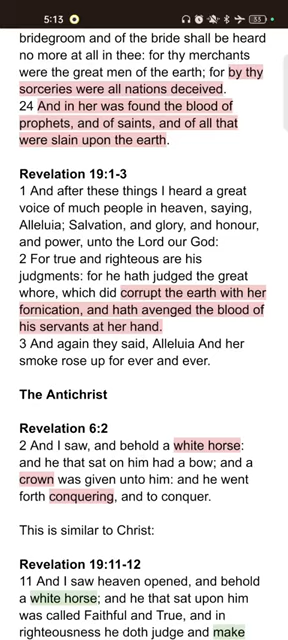 5:13
33
bridegroom and of the bride shall be heard
no more at all in thee: for thy merchants
were the great men of the earth; for by thy
sorceries were all nations deceived.
24 And in her was found the blood of
prophets, and of saints, and of all that
were slain upon the earth.
Revelation 19:1-3
1 And after these things I heard a great
voice of much people in heaven, saying,
Alleluia; Salvation, and glory, and honour,
and power, unto the Lord our God:
2 For true and righteous are his
judgments: for he hath judged the great
whore, which did corrupt the earth with her
fornication, and hath avenged the blood of
his servants at her hand.
3 And again they said, Alleluia And her
smoke rose up for ever and ever.
The Antichrist
Revelation 6:2
2 And I saw, and behold a white horse:
and he that sat on him had a bow; and a
crown was given unto him: and he went
forth conquering, and to conquer.
This is similar to Christ:
Revelation 19:11-12
11 And I saw heaven opened, and behold
a white horse; and he that sat upon him
was called Faithful and True, and in
righteousness he doth judge and make